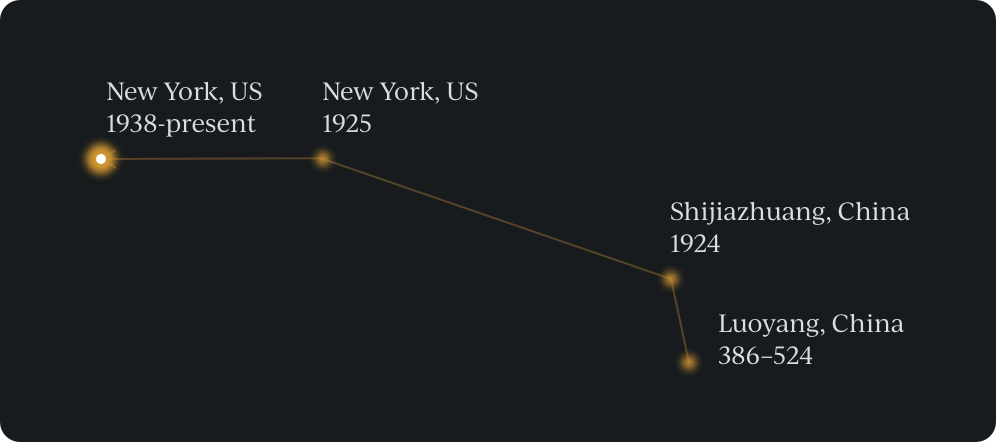 New York, US
1938-present
New York, US
1925
Shijiazhuang, China
1924
Luoyang, China
386–524